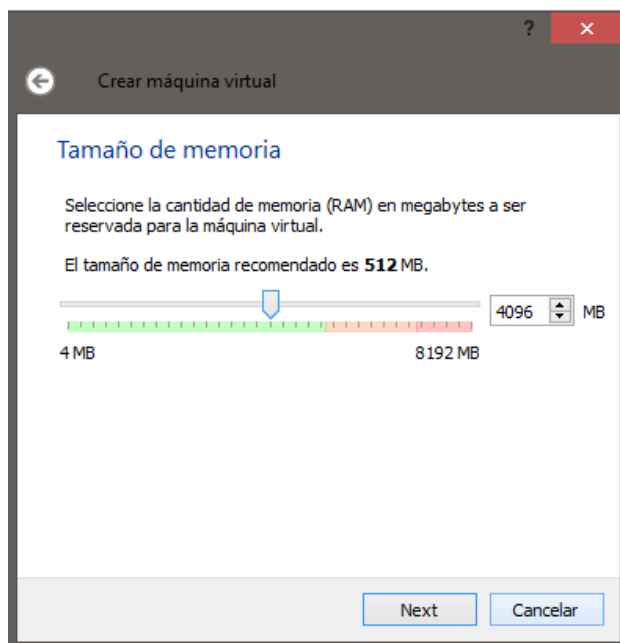 ?
Crear máquina virtual
Tamaño de memoria
Seleccione la cantidad de memoria (RAM) en megabytes a ser
reservada para la máquina virtual.
El tamaño de memoria recomendado es 512 MB.
4096 MB
4 MB 8192 MB
Next Cancelar